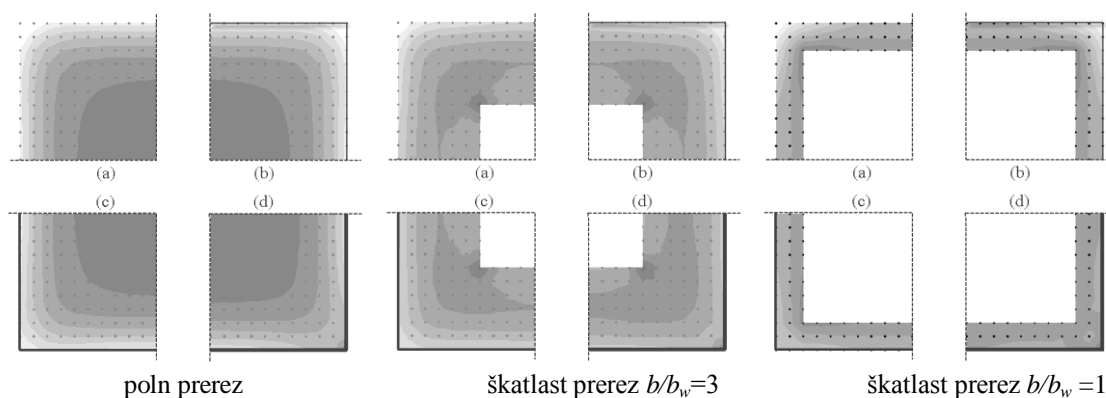 (a) (b) (a) (b) (a) (b)
(c) (d) (c) (d) (c) (d)
poln prerez škatlast prerez b/bw=3 škatlast prerez b/bw =1